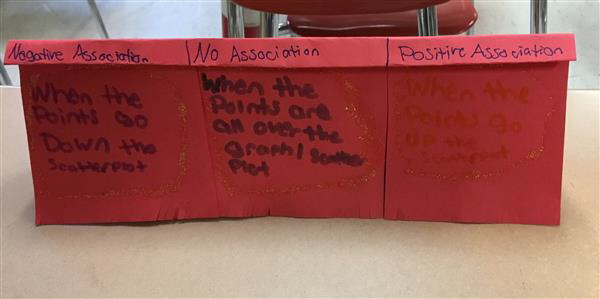 Nagative Association
When the
Points Go
Down the
Scatterplot
No Association
When the
Points are
all over the
graph/ Scatter
Plot
Positive Association
When the
Points go
up the
Scatterplot